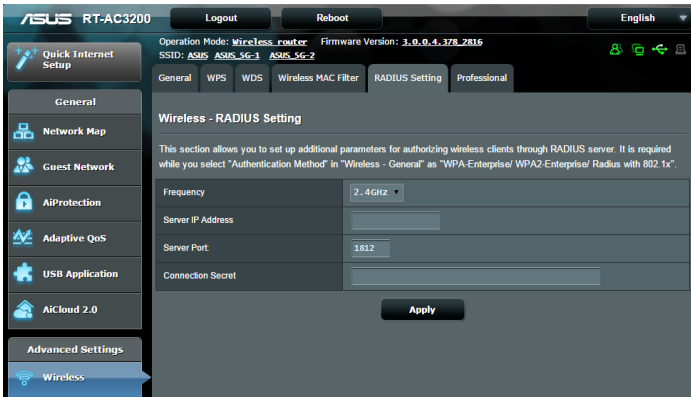 ASUS RT-AC3200 Logout Reboot English
Quick Internet Setup
General
Network Map
Guest Network
AiProtection
Adaptive QoS
USB Application
AiCloud 2.0
Advanced Settings
Wireless
Operation Mode: Wireless router Firmware Version: 3.0.0.4.378_2816
SSID: ASUS ASUS_5G-1 ASUS_5G-2
General WPS WDS Wireless MAC Filter RADIUS Setting Professional
Wireless - RADIUS Setting
This section allows you to set up additional parameters for authorizing wireless clients through RADIUS server. It is required
while you select "Authentication Method" in "Wireless - General" as "WPA-Enterprise/ WPA2-Enterprise/ Radius with 802.1x".
Frequency 2.4GHz
Server IP Address
Server Port: 1812
Connection Secret
Apply